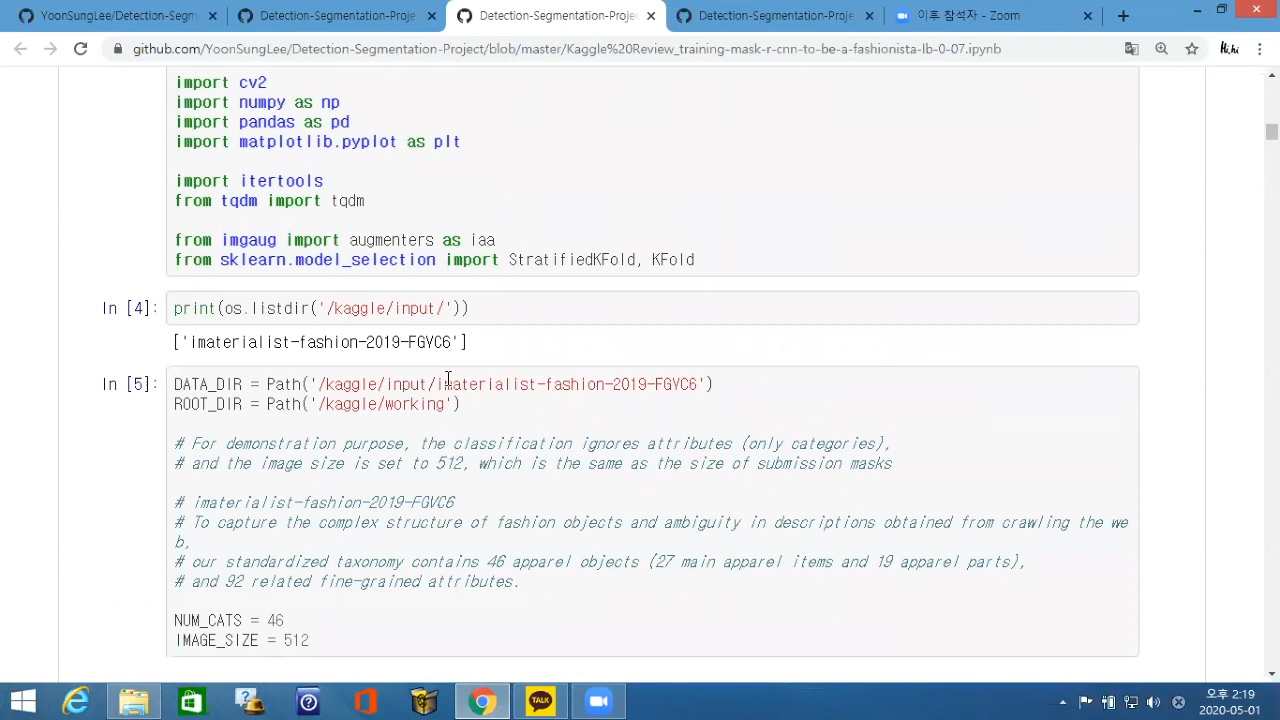 YoonSungLee/Detection-Segm
Detection-Segmentation-Proje
Detection-Segmentation-Proje
Detection-Segmentation-Proje
이후 참석자 - Zoom
github.com/YoonSungLee/Detection-Segmentation-Project/blob/master/Kaggle%20Review_training-mask-r-cnn-to-be-a-fashionista-lb-0-07.ipynb
import cv2
import numpy as np
import pandas as pd
import matplotlib.pyplot as plt
import itertools
from tqdm import tqdm
from imgaug import augmenters as iaa
from sklearn.model_selection import StratifiedKFold, KFold
In [4]:
print(os.listdir('/kaggle/input/'))
['imaterialist-fashion-2019-FGVC6']
In [5]:
DATA_DIR = Path('/kaggle/input/imaterialist-fashion-2019-FGVC6')
ROOT_DIR = Path('/kaggle/working')
# For demonstration purpose, the classification ignores attributes (only categories),
# and the image size is set to 512, which is the same as the size of submission masks
# imaterialist-fashion-2019-FGVC6
# To capture the complex structure of fashion objects and ambiguity in descriptions obtained from crawling the we
b,
# our standardized taxonomy contains 46 apparel objects (27 main apparel items and 19 apparel parts),
# and 92 related fine-grained attributes.
NUM_CATS = 46
IMAGE_SIZE = 512
TALK
오후 2:19
2020-05-01